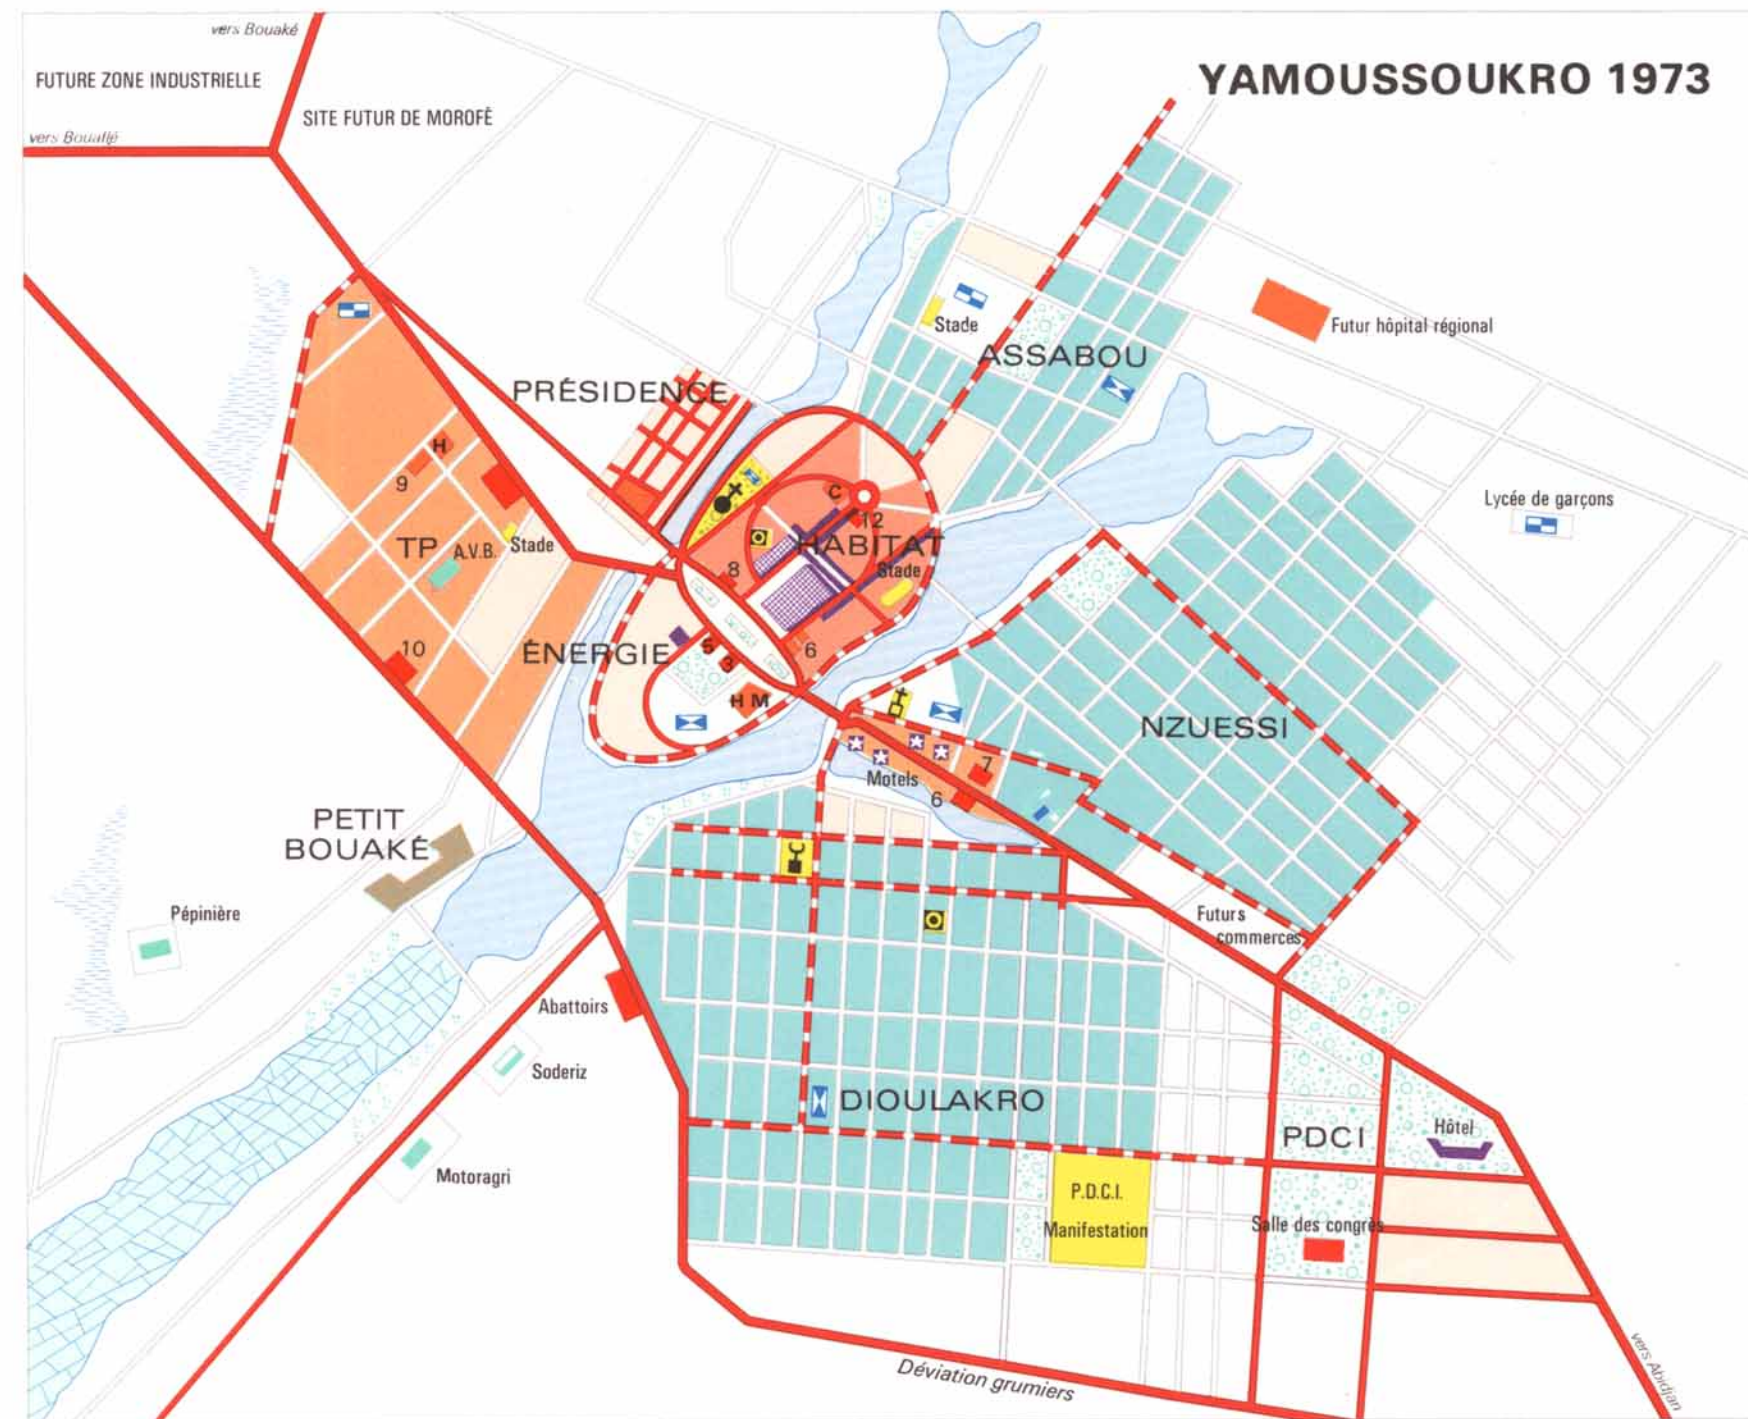 vers Bouaké
YAMOUSSOUKRO 1973
FUTURE ZONE INDUSTRIELLE
SITE FUTUR DE MOROFÉ
vers Bouaflé
Stade
Futur hôpital régional
ASSABOU
PRÉSIDENCE
H
9
C
12
Lycée de garçons
TP
A.V.B.
Stade
HABITAT
8
Stade
10
ÉNERGIE
5
3
6
H M
NZUESSI
7
Motels
6
PETIT
BOUAKÉ
Pépinière
Futurs
commerces
Abattoirs
Soderiz
DIOULAKRO
PDCI
Hôtel
Motoragri
P.D.C.I.
Manifestation
Salle des congrès
Déviation grumiers
vers Abidjan